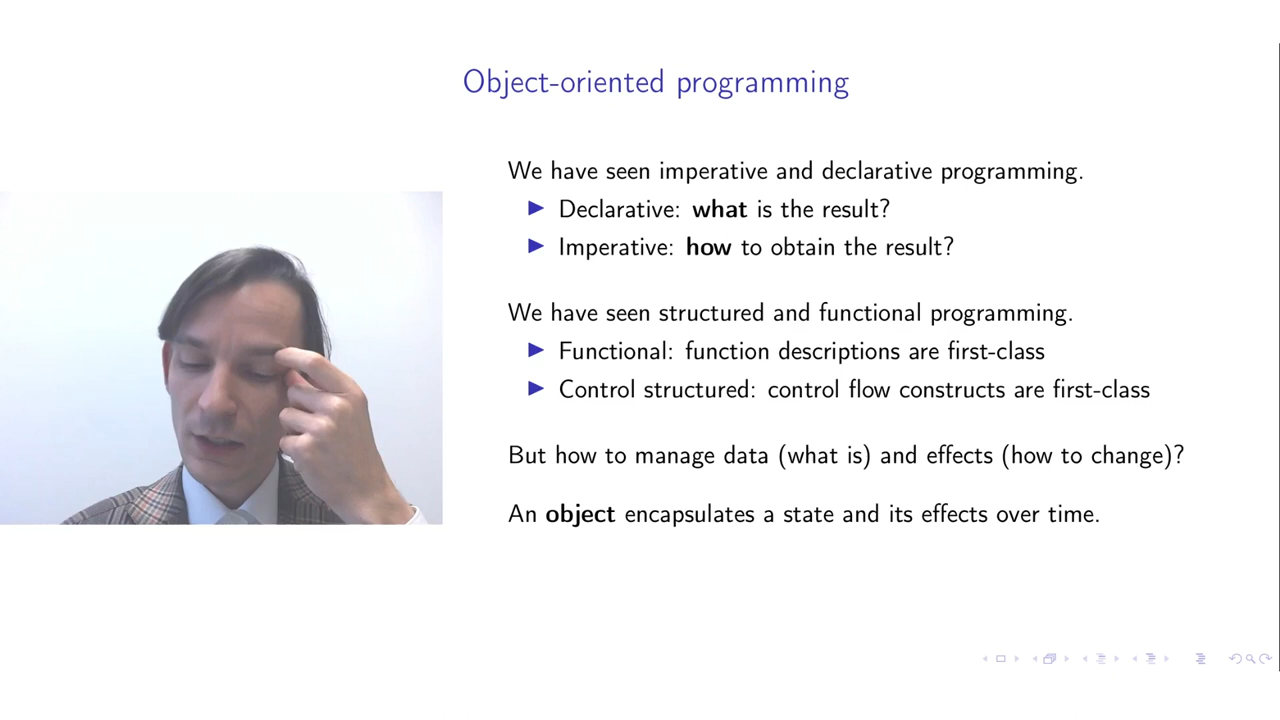 Object-oriented programming
We have seen imperative and declarative programming.
Declarative: what is the result?
Imperative: how to obtain the result?
We have seen structured and functional programming.
Functional: function descriptions are first-class
Control structured: control flow constructs are first-class
But how to manage data (what is) and effects (how to change)?
An object encapsulates a state and its effects over time.